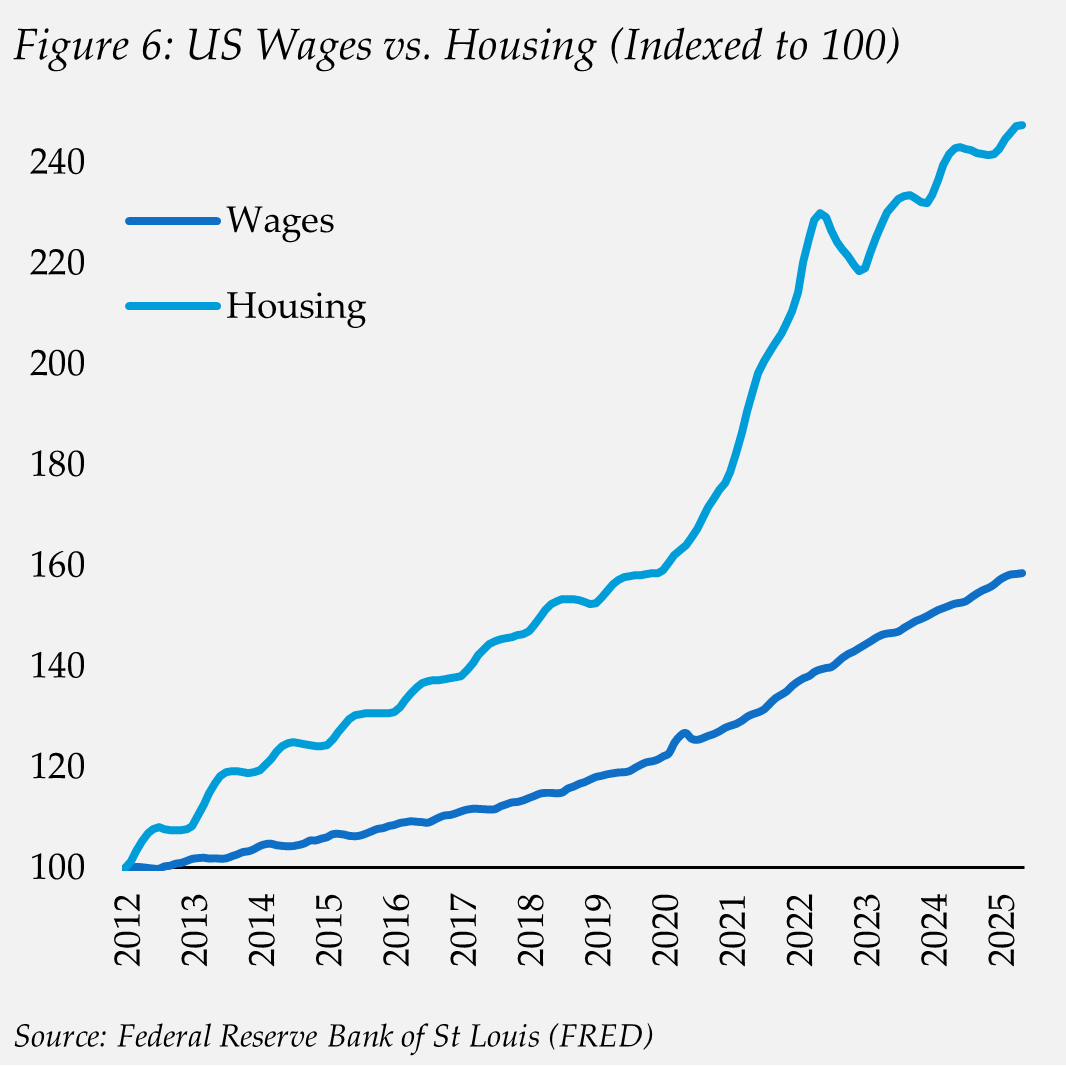 Figure 6: US Wages vs. Housing (Indexed to 100)
240
Wages
220
Housing
200
180
160
140
120
100
2012 2013 2014 2015 2016 2017 2018 2019 2020 2021 2022 2023 2024 2025
Source: Federal Reserve Bank of St Louis (FRED)